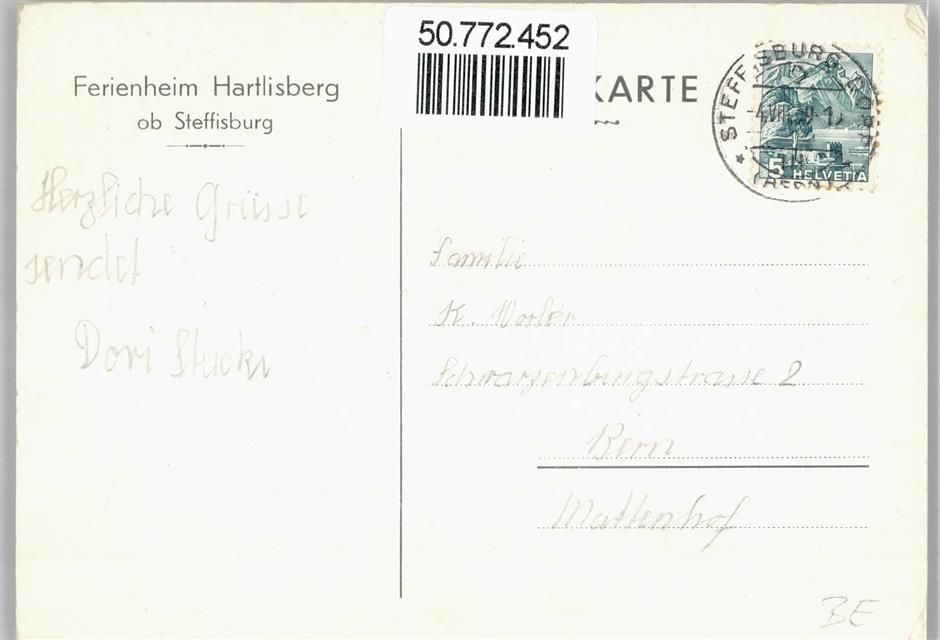 50.772.452
Ferienheim Hartlisberg
ob Steffisburg
KARTE
STEFFISBURG DORF
5 HELVETIA
Herzliche Grüsse
sendet
Dori Stucki
Familie
K.
Schwarzenburgstrasse 2
Bern
Mattenhof
BE